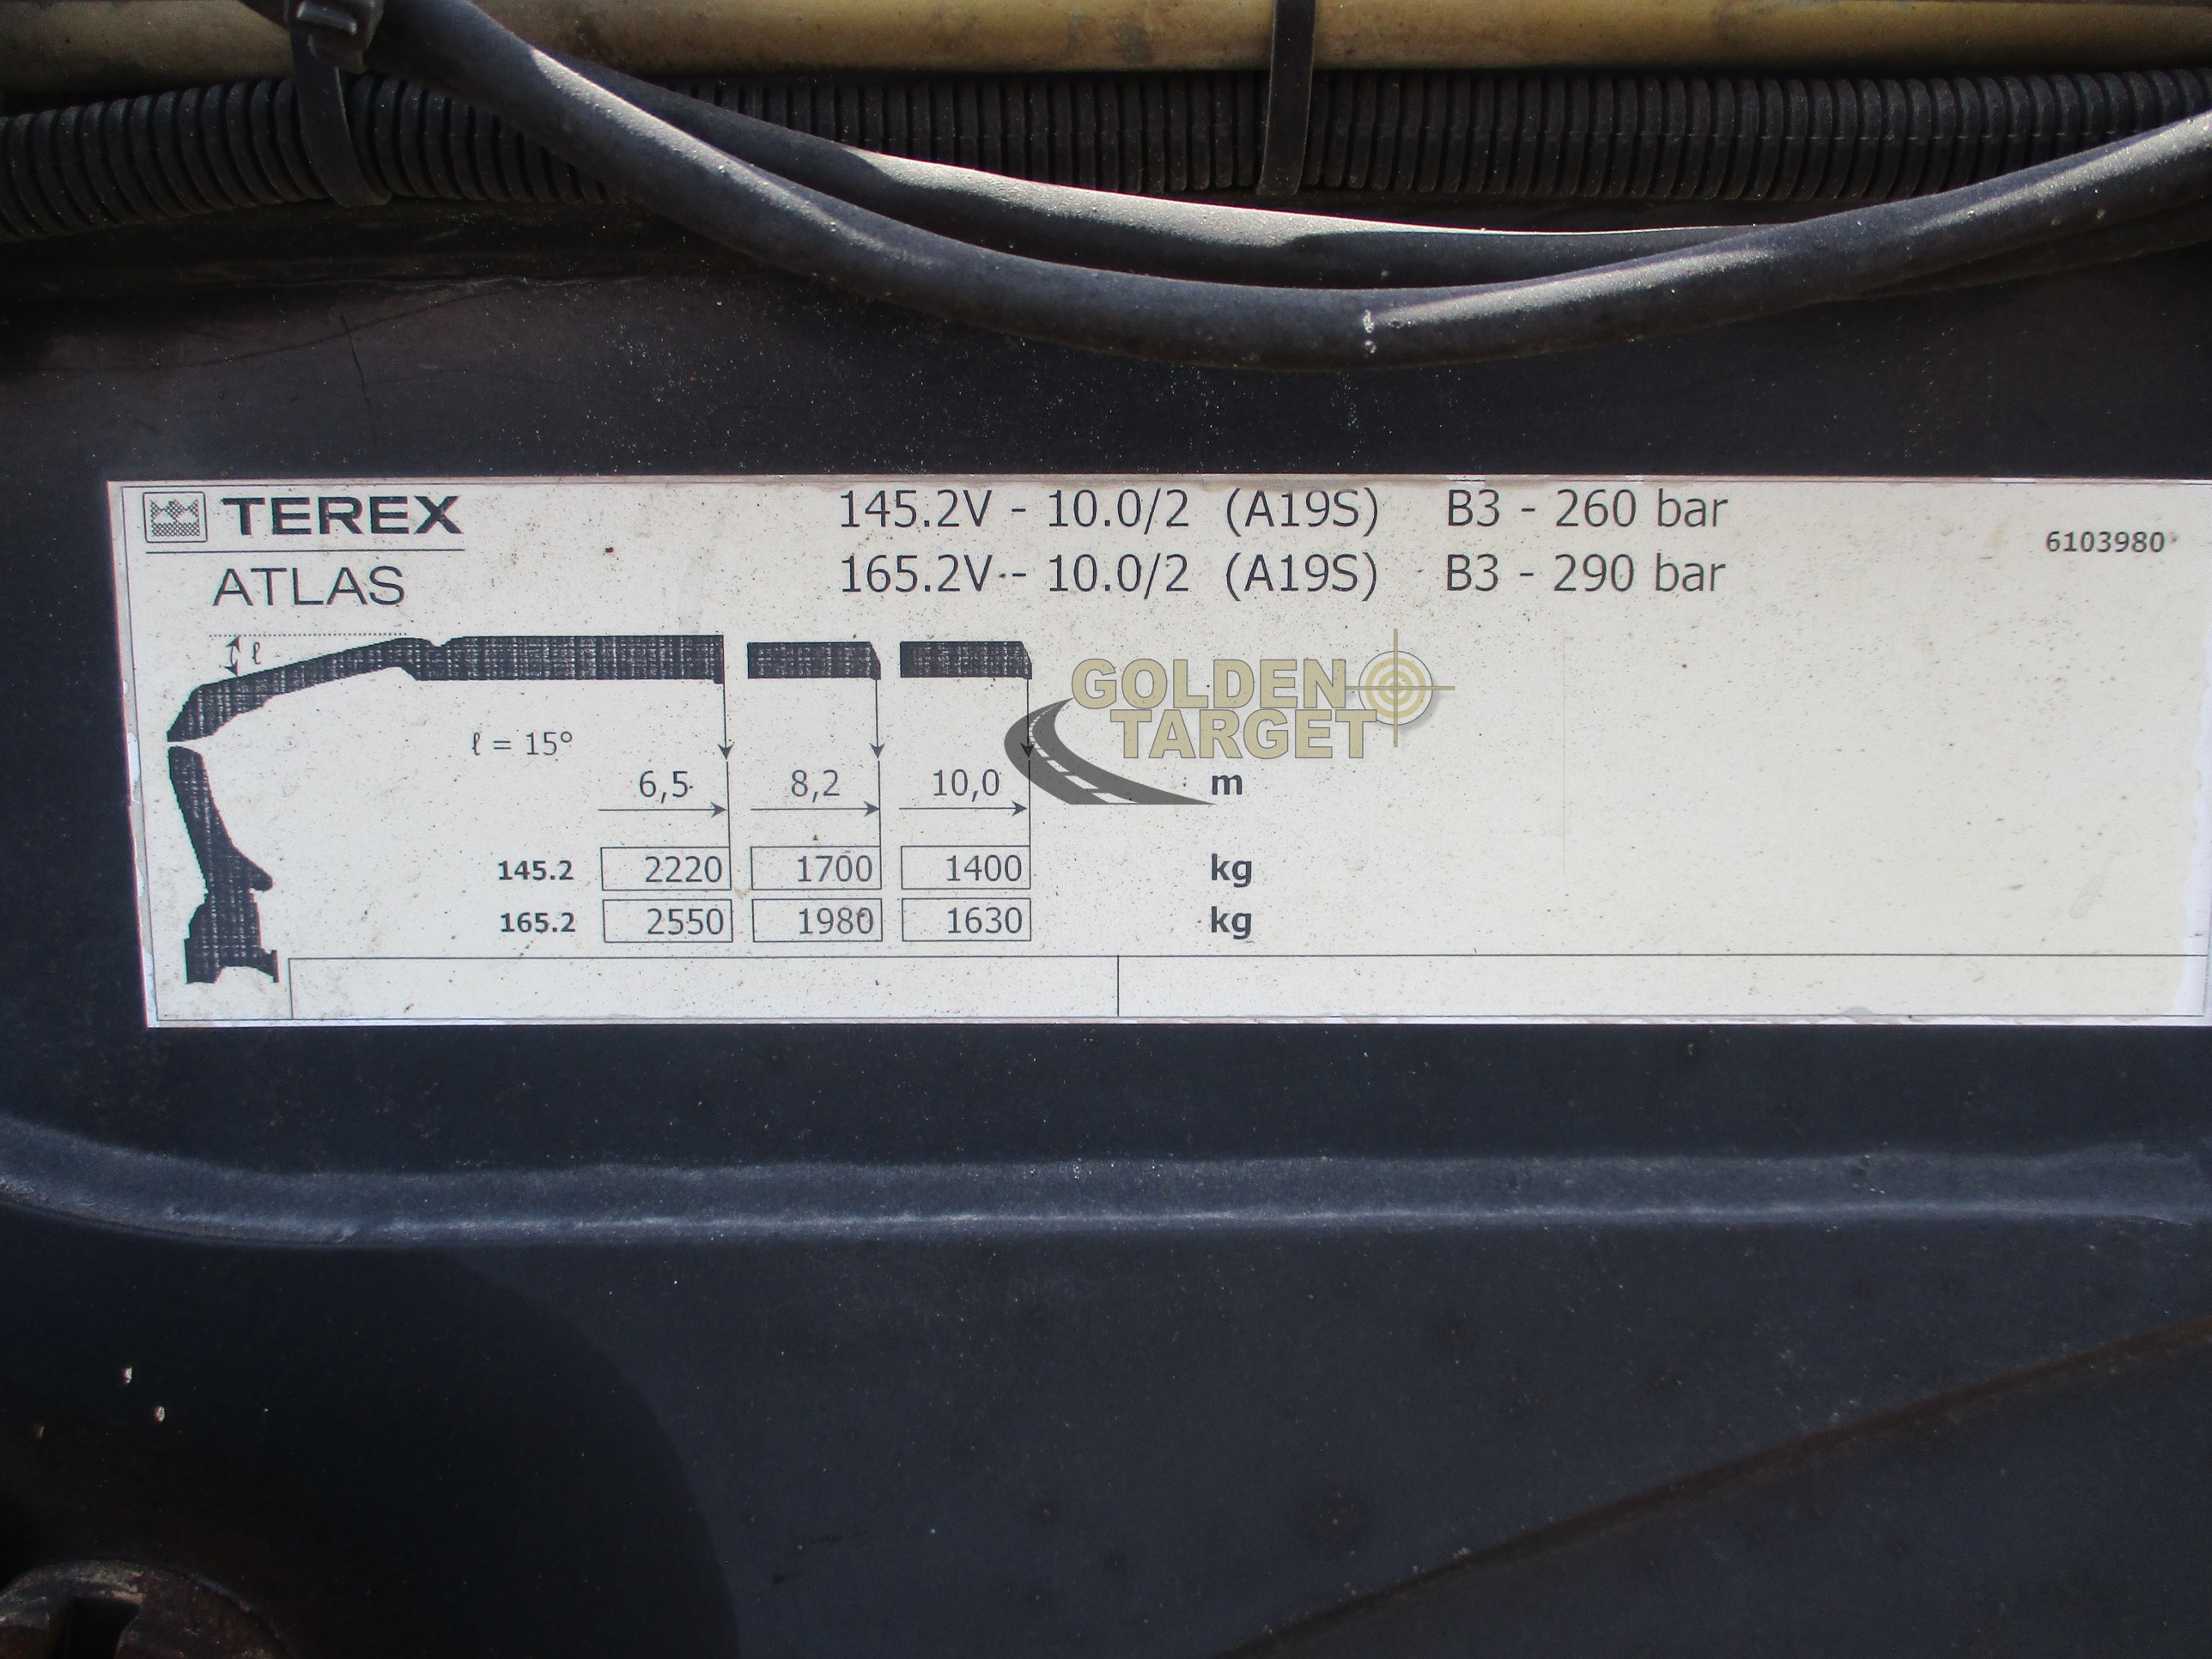 TEREX
ATLAS
145.2V - 10.0/2 (A19S) B3 - 260 bar
165.2V - 10.0/2 (A19S) B3 - 290 bar
6103980
ℓ
ℓ = 15°
GOLDEN
TARGET
6,5 8,2 10,0 m
145.2 2220 1700 1400 kg
165.2 2550 1980 1630 kg